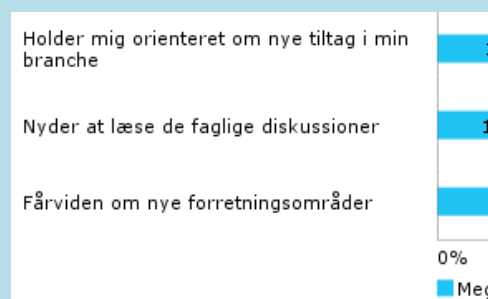 Holder mig orienteret om nye tiltag i min
branche
Nyder at læse de faglige diskussioner
Fårviden om nye forretningsområder
0%